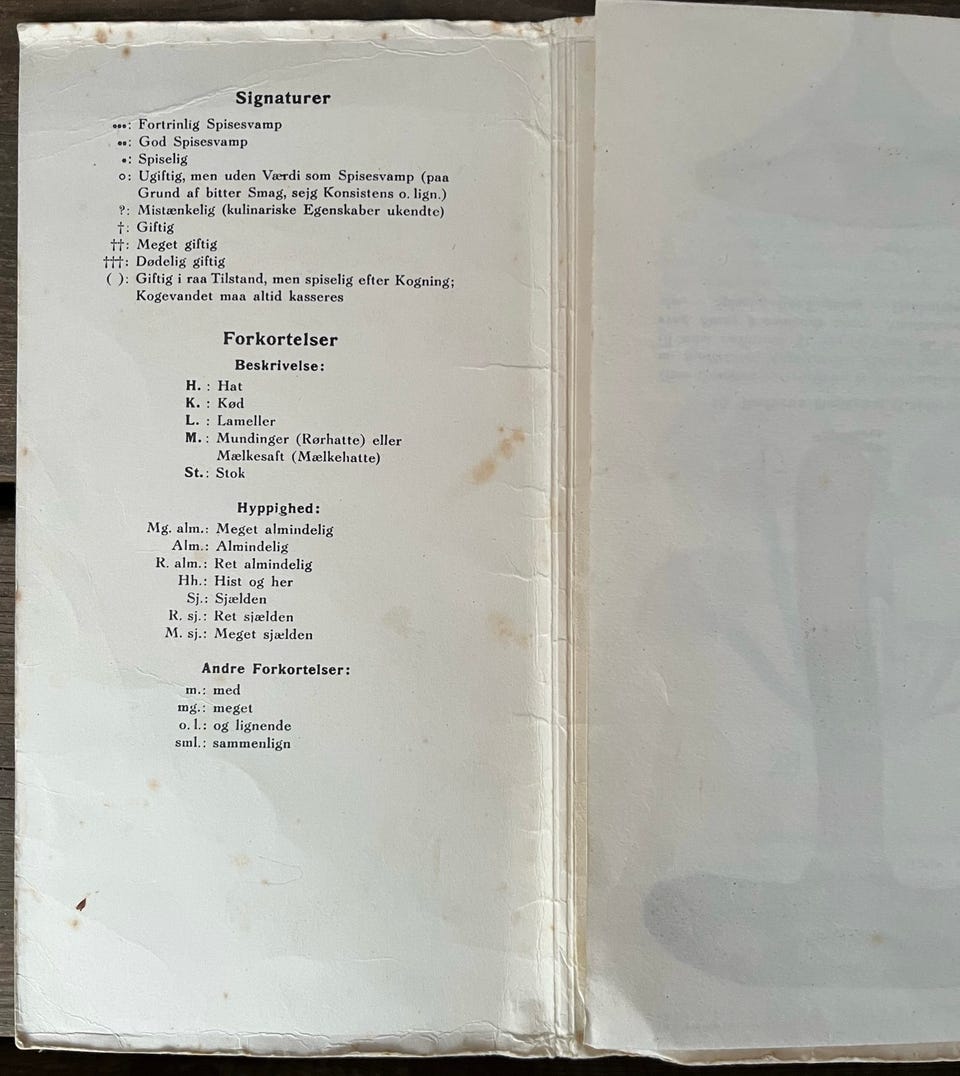 Signaturer
●●●: Fortrinlig Spisesvamp
●●: God Spisesvamp
●: Spiselig
○: Ugiftig, men uden Værdi som Spisesvamp (paa
Grund af bitter Smag, sejg Konsistens o. lign.)
?: Mistænkelig (kulinariske Egenskaber ukendte)
†: Giftig
††: Meget giftig
†††: Dødelig giftig
( ): Giftig i raa Tilstand, men spiselig efter Kogning;
Kogevandet maa altid kasseres
Forkortelser
Beskrivelse:
H. : Hat
K. : Kød
L. : Lameller
M. : Mundinger (Rørhatte) eller
Mælkesaft (Mælkehatte)
St.: Stok
Hyppighed:
Mg. alm.: Meget almindelig
Alm.: Almindelig
R. alm.: Ret almindelig
Hh.: Hist og her
Sj.: Sjælden
R. sj.: Ret sjælden
M. sj.: Meget sjælden
Andre Forkortelser:
m.: med
mg.: meget
o. l.: og lignende
sml.: sammenlign